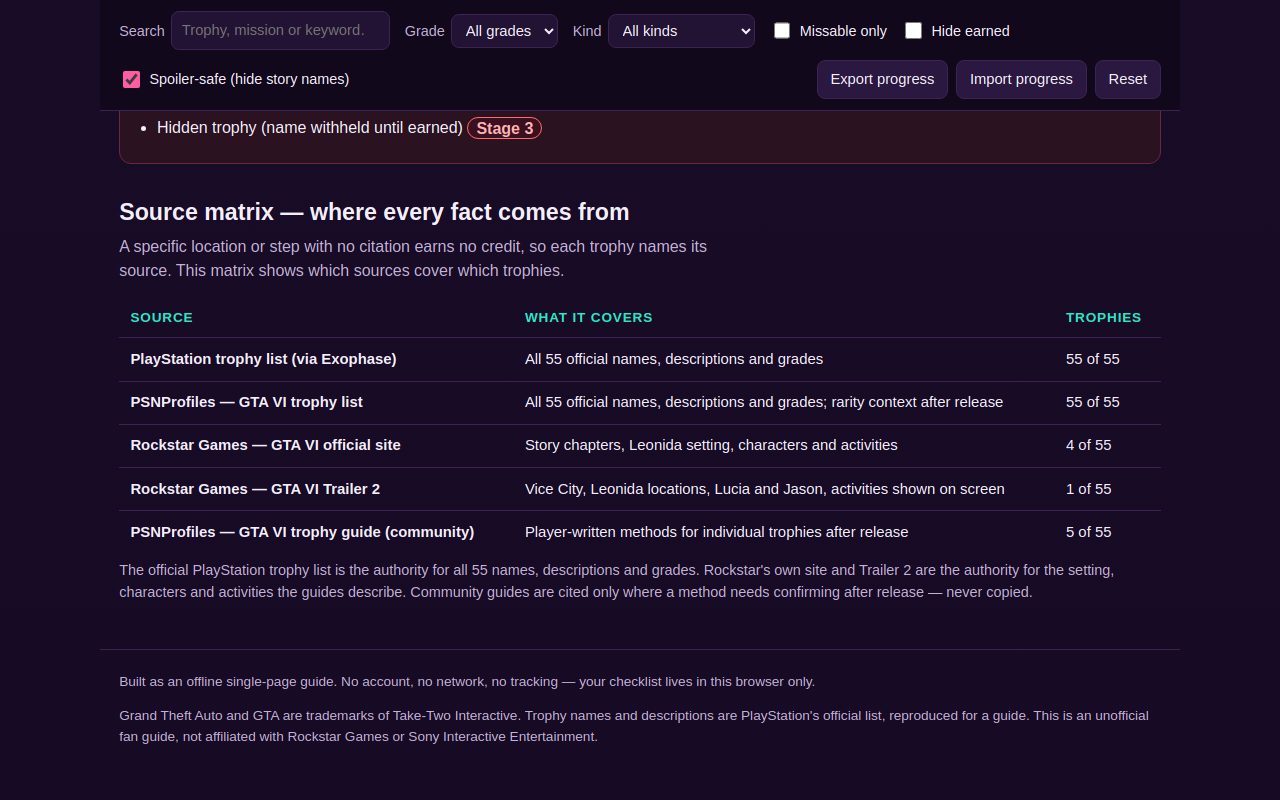 Search Trophy, mission or keyword. Grade All grades Kind All kinds Missable only Hide earned
Spoiler-safe (hide story names) Export progress Import progress Reset
Hidden trophy (name withheld until earned) Stage 3
Source matrix — where every fact comes from
A specific location or step with no citation earns no credit, so each trophy names its
source. This matrix shows which sources cover which trophies.
SOURCE WHAT IT COVERS TROPHIES
PlayStation trophy list (via Exophase) All 55 official names, descriptions and grades 55 of 55
PSNProfiles — GTA VI trophy list All 55 official names, descriptions and grades; rarity context after release 55 of 55
Rockstar Games — GTA VI official site Story chapters, Leonida setting, characters and activities 4 of 55
Rockstar Games — GTA VI Trailer 2 Vice City, Leonida locations, Lucia and Jason, activities shown on screen 1 of 55
PSNProfiles — GTA VI trophy guide (community) Player-written methods for individual trophies after release 5 of 55
The official PlayStation trophy list is the authority for all 55 names, descriptions and grades. Rockstar's own site and Trailer 2 are the authority for the setting,
characters and activities the guides describe. Community guides are cited only where a method needs confirming after release — never copied.
Built as an offline single-page guide. No account, no network, no tracking — your checklist lives in this browser only.
Grand Theft Auto and GTA are trademarks of Take-Two Interactive. Trophy names and descriptions are PlayStation's official list, reproduced for a guide. This is an unofficial
fan guide, not affiliated with Rockstar Games or Sony Interactive Entertainment.